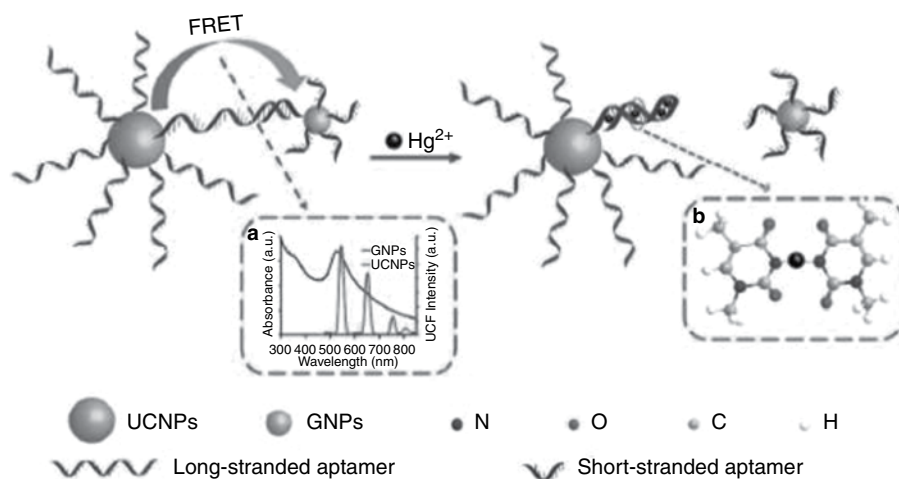 FRET
Hg2+
a
GNPs
UCNPs
Absorbance (a.u.)
UCF Intensity (a.u.)
300 400 500 600 700 800
Wavelength (nm)
b
UCNPs GNPs N O C H
Long-stranded aptamer Short-stranded aptamer